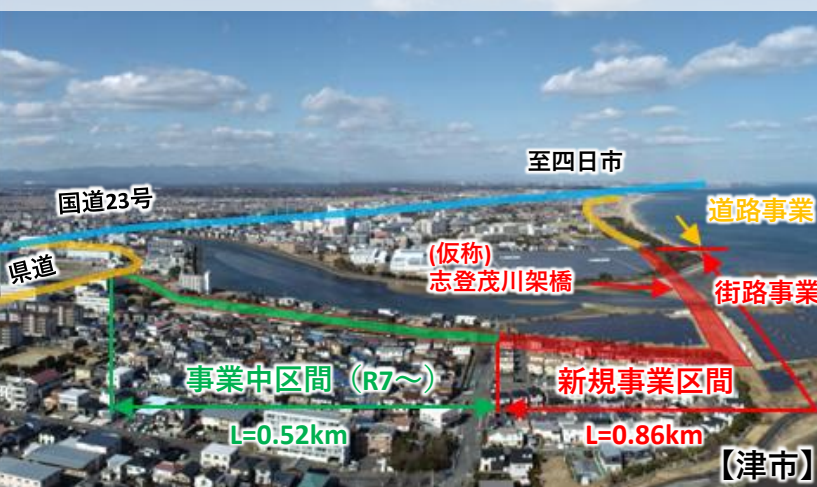 至四日市
国道23号
道路事業
(仮称)
志登茂川架橋
県道
街路事業
事業中区間（R7～）
新規事業区間
L=0.52km
L=0.86km
【津市】